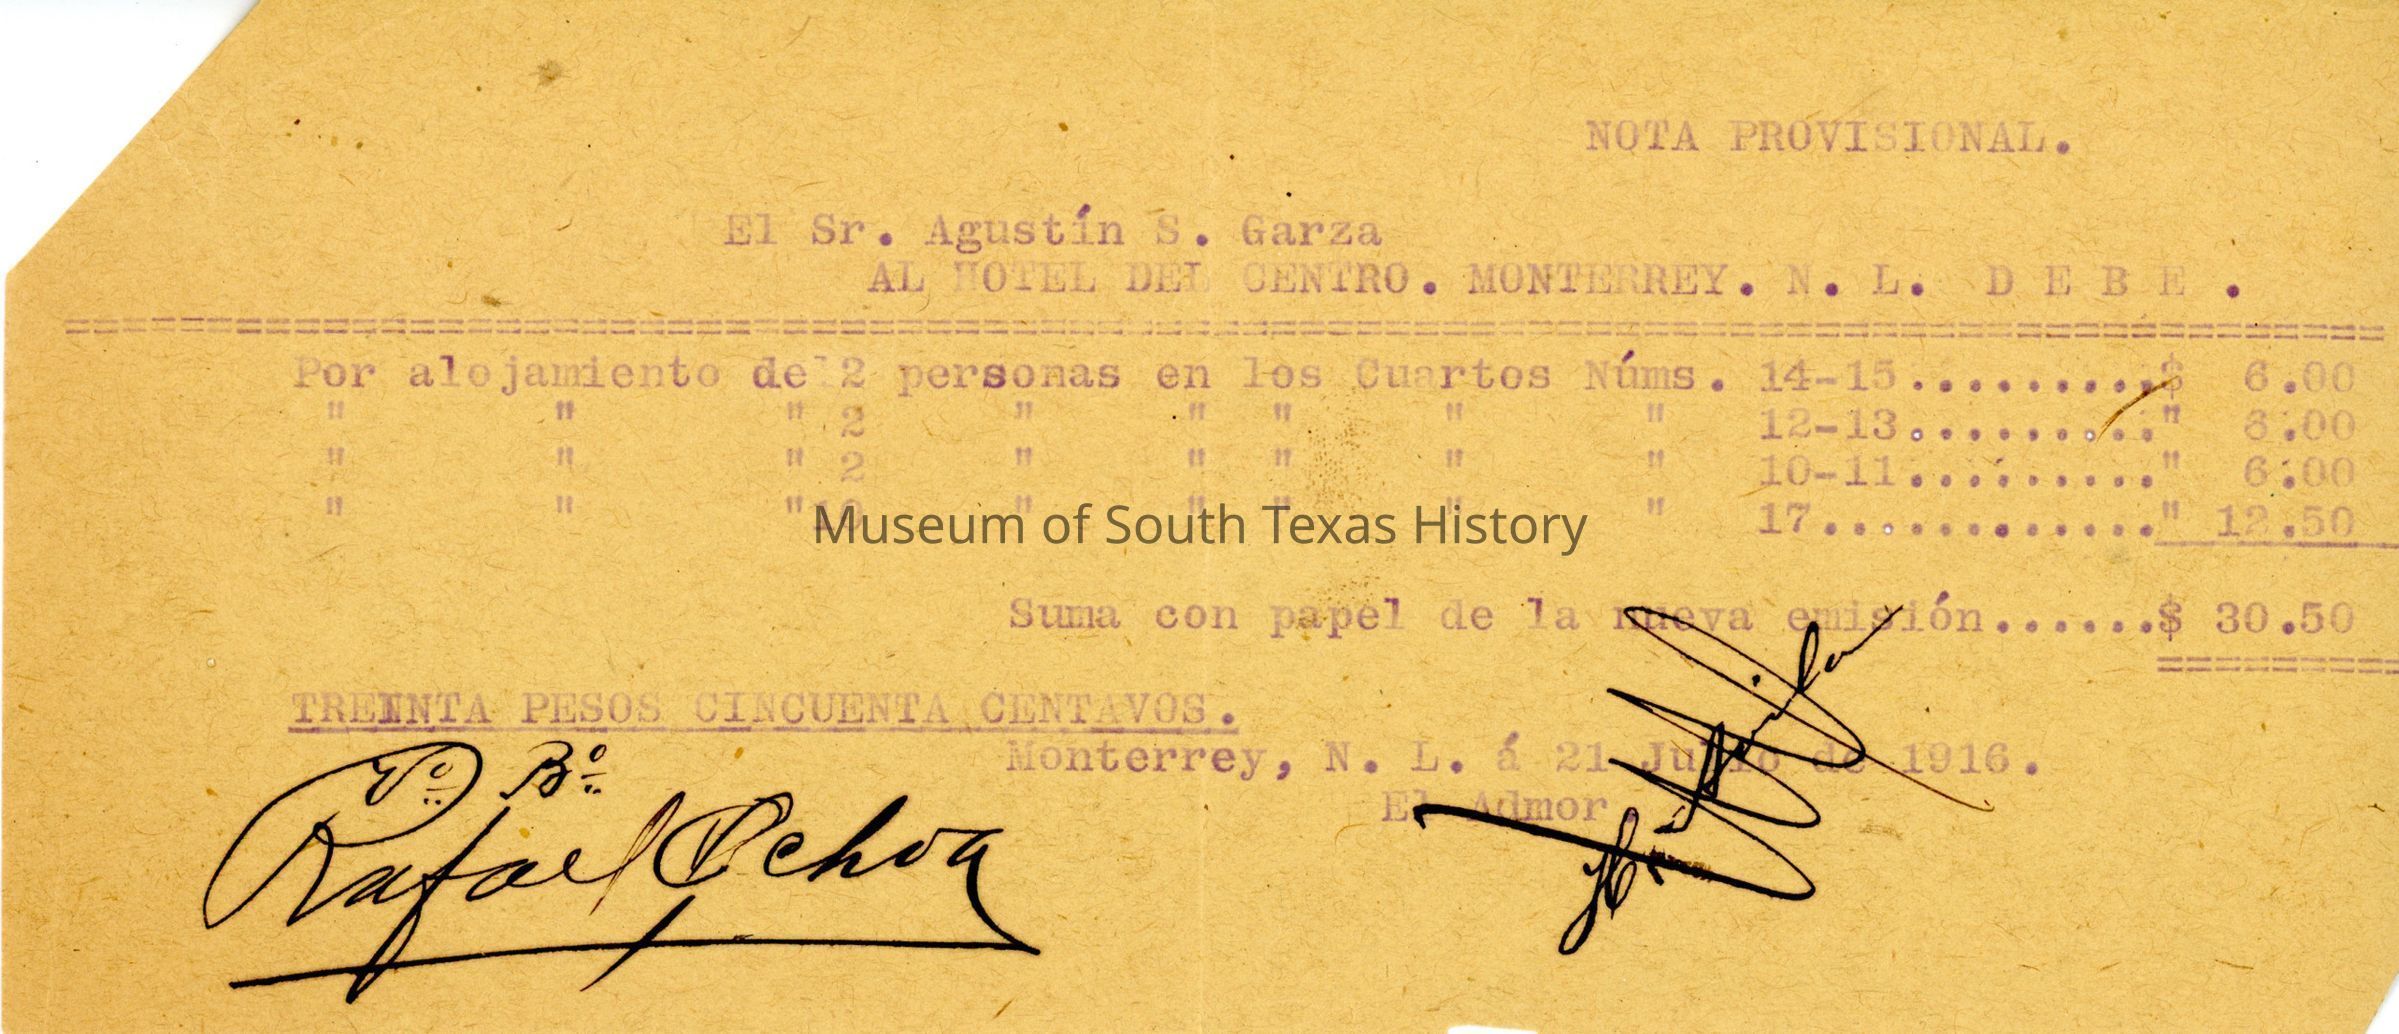 NOTA PROVISIONAL.
El Sr. Agustín S. Garza
AL HOTEL DEL CENTRO. MONTERREY. N. L. D E B E .
Por alojamiento de 2 personas en los Cuartos Núms. 14-15.........$ 6.00
" " " 2 " " " " " 12-13.........." 6.00
" " " 2 " " " " " 10-11.........." 6.00
" " " " " " " " 17............" 12.50
Museum of South Texas History
Suma con papel de la nueva emisión......$ 30.50
TREINNTA PESOS CINCUENTA CENTAVOS.
Monterrey, N. L. á 21 Julio de 1916.
El Admor.
Vo Bo
Rafael Ochoa